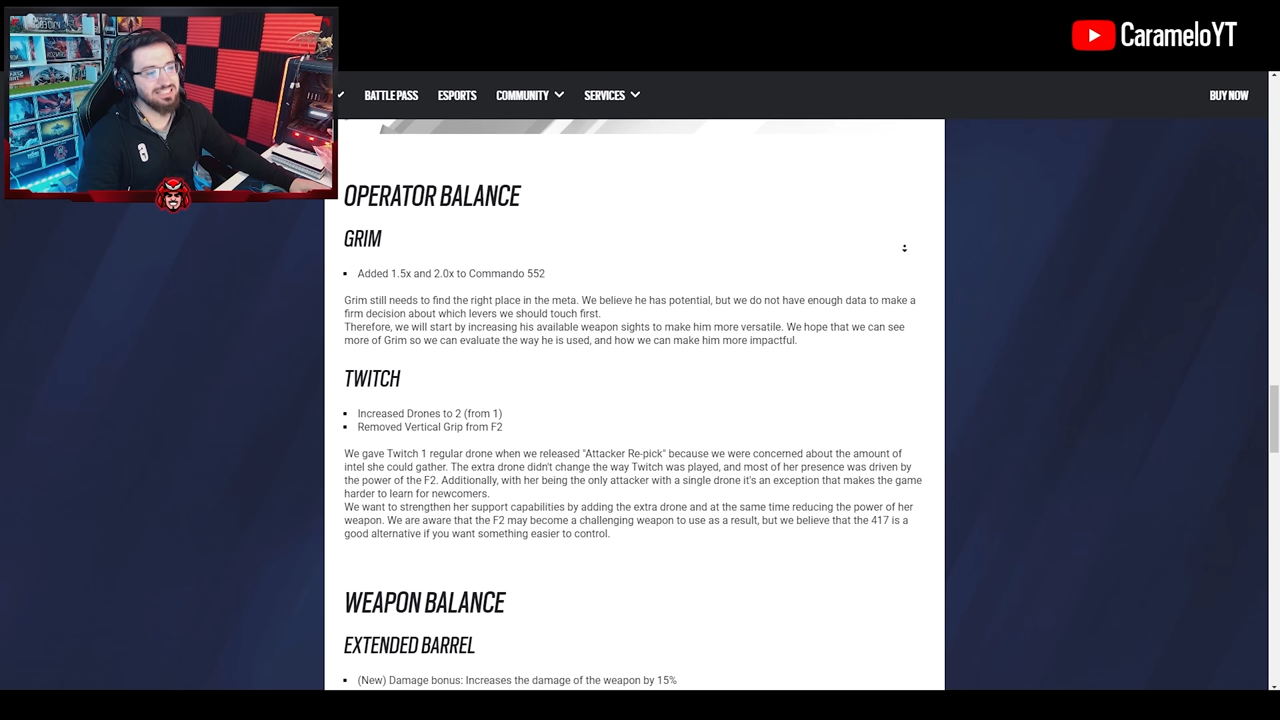 CarameloYT
BATTLE PASS
ESPORTS
COMMUNITY
SERVICES
BUY NOW
OPERATOR BALANCE
GRIM
▪ Added 1.5x and 2.0x to Commando 552
Grim still needs to find the right place in the meta. We believe he has potential, but we do not have enough data to make a
firm decision about which levers we should touch first.
Therefore, we will start by increasing his available weapon sights to make him more versatile. We hope that we can see
more of Grim so we can evaluate the way he is used, and how we can make him more impactful.
TWITCH
▪ Increased Drones to 2 (from 1)
▪ Removed Vertical Grip from F2
We gave Twitch 1 regular drone when we released "Attacker Re-pick" because we were concerned about the amount of
intel she could gather. The extra drone didn't change the way Twitch was played, and most of her presence was driven by
the power of the F2. Additionally, with her being the only attacker with a single drone it's an exception that makes the game
harder to learn for newcomers.
We want to strengthen her support capabilities by adding the extra drone and at the same time reducing the power of her
weapon. We are aware that the F2 may become a challenging weapon to use as a result, but we believe that the 417 is a
good alternative if you want something easier to control.
WEAPON BALANCE
EXTENDED BARREL
▪ (New) Damage bonus: Increases the damage of the weapon by 15%